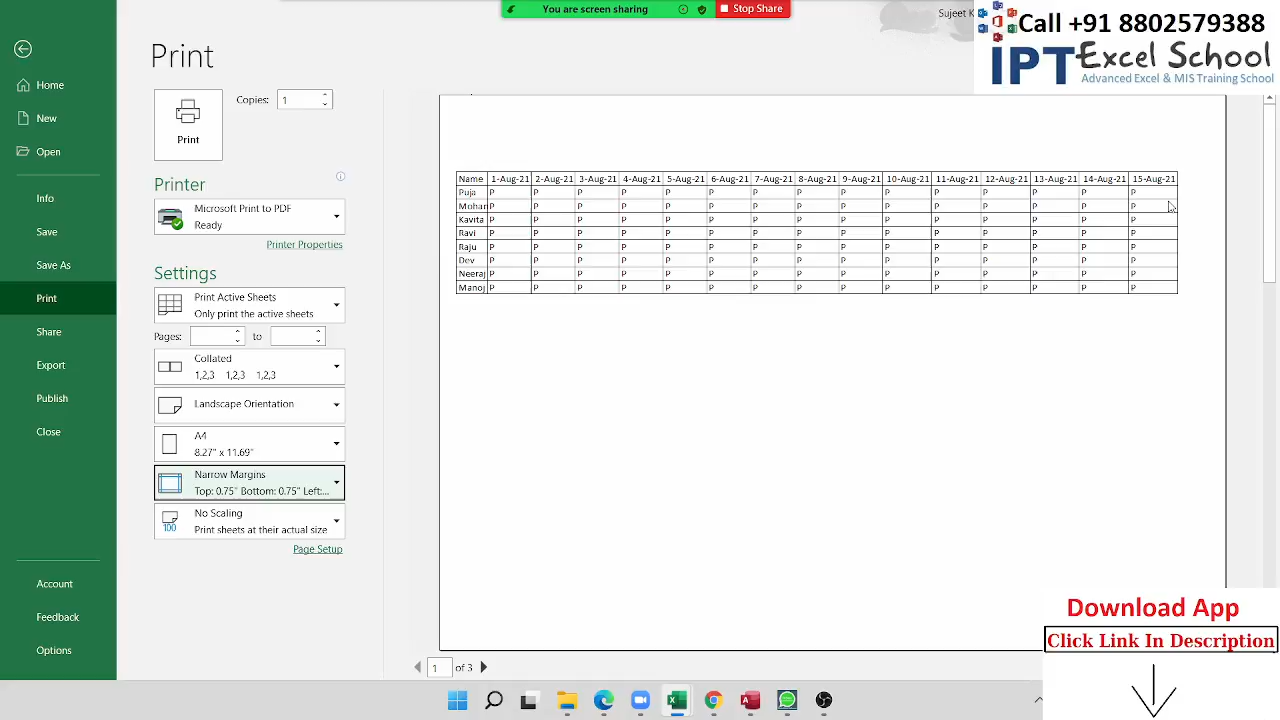 You are screen sharing
Stop Share
Sujeet K
Call +91 8802579388
IPT Excel School
Advanced Excel & MIS Training School
Print
Home
New
Open
Info
Save
Save As
Print
Share
Export
Publish
Close
Account
Feedback
Options
Print
Copies: 1
Printer
Microsoft Print to PDF
Ready
Printer Properties
Settings
Print Active Sheets
Only print the active sheets
Pages: to
Collated
1,2,3 1,2,3 1,2,3
Landscape Orientation
A4
8.27" x 11.69"
Narrow Margins
Top: 0.75" Bottom: 0.75" Left:...
No Scaling
100
Print sheets at their actual size
Page Setup
Name 1-Aug-21 2-Aug-21 3-Aug-21 4-Aug-21 5-Aug-21 6-Aug-21 7-Aug-21 8-Aug-21 9-Aug-21 10-Aug-21 11-Aug-21 12-Aug-21 13-Aug-21 14-Aug-21 15-Aug-21
Puja P P P P P P P P P P P P P P P
Mohan P P P P P P P P P P P P P P P
Kavita P P P P P P P P P P P P P P P
Ravi P P P P P P P P P P P P P P P
Raju P P P P P P P P P P P P P P P
Dev P P P P P P P P P P P P P P P
Neeraj P P P P P P P P P P P P P P P
Manoj P P P P P P P P P P P P P P P
1 of 3
Download App
Click Link In Description